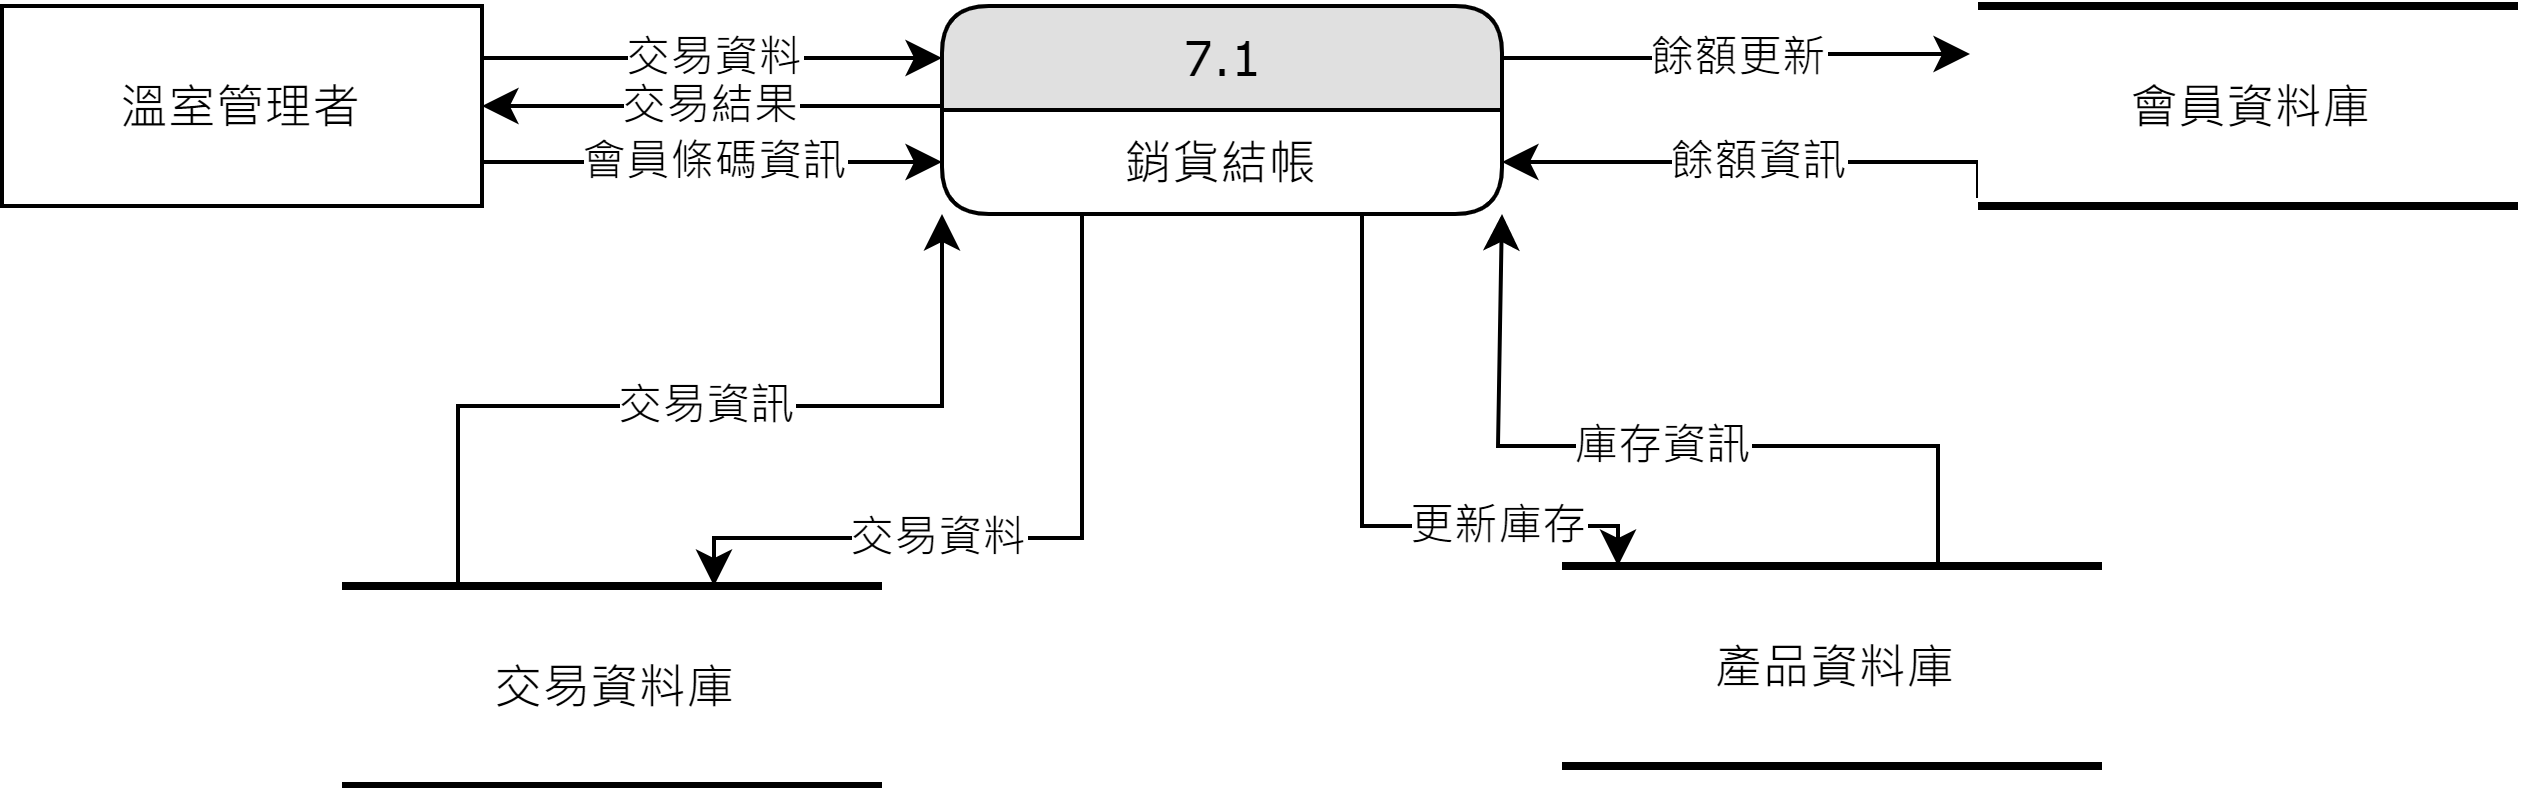 溫室管理者
交易資料
交易結果
會員條碼資訊
7.1
銷貨結帳
餘額更新
餘額資訊
會員資料庫
交易資訊
交易資料
更新庫存
庫存資訊
交易資料庫
產品資料庫